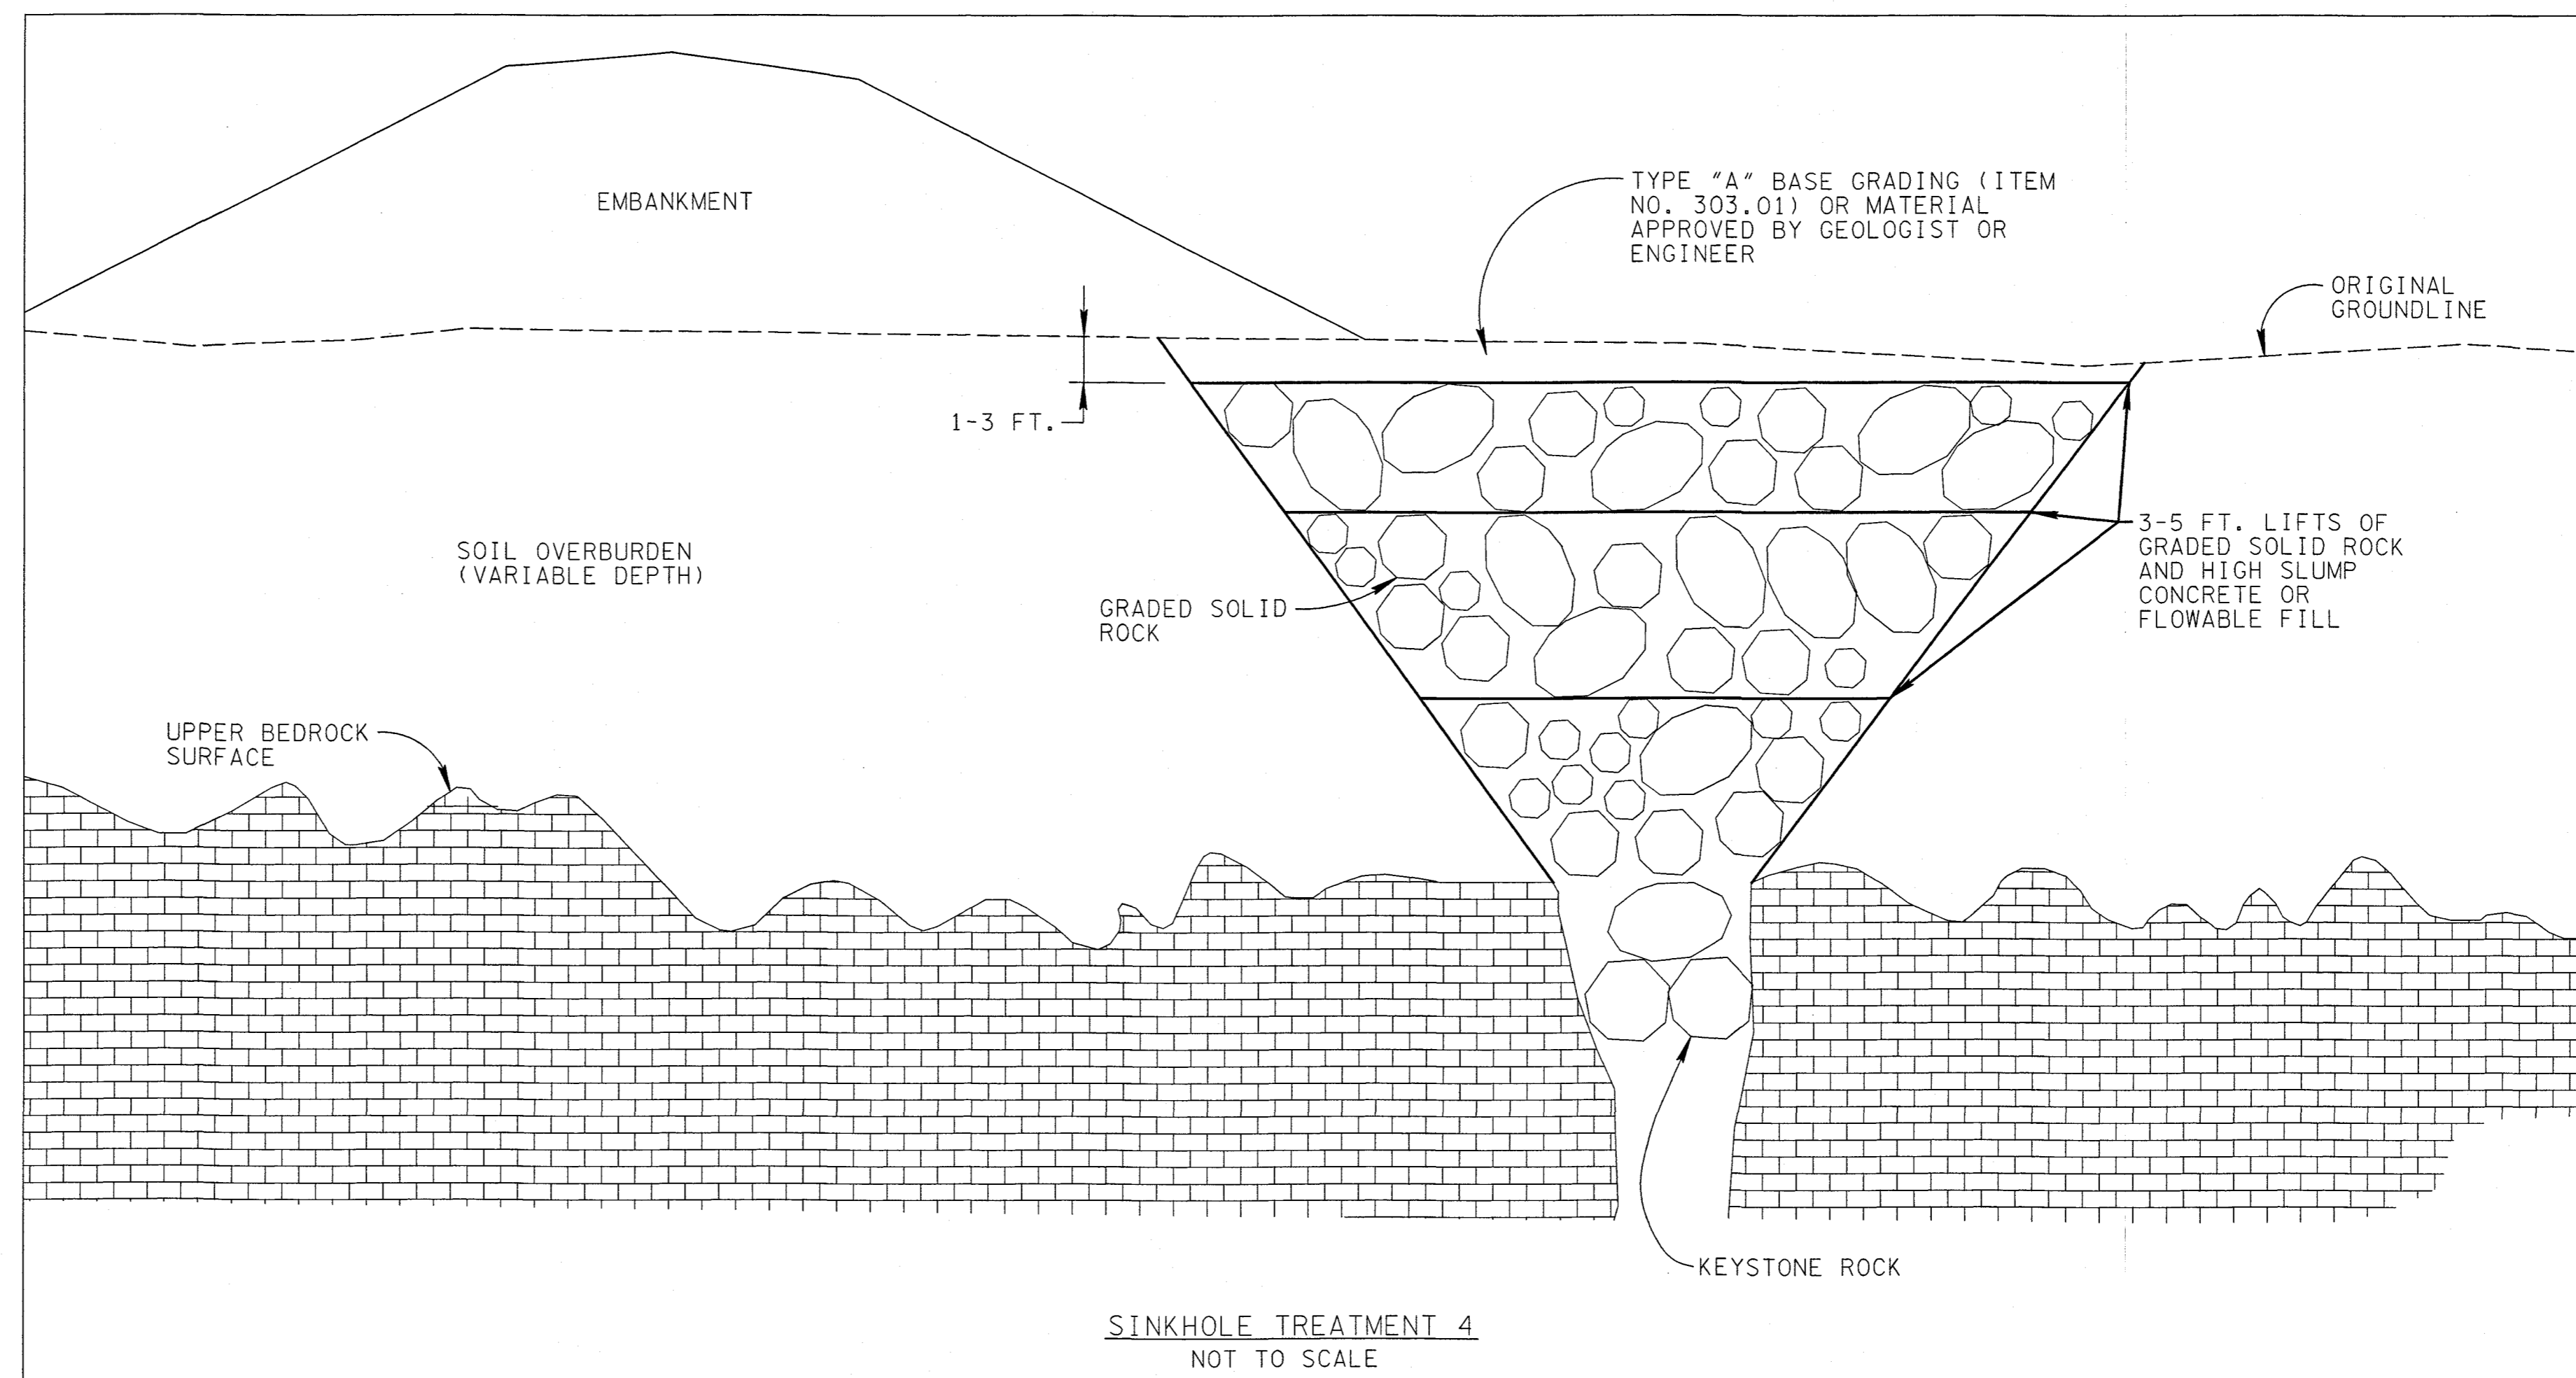 EMBANKMENT
TYPE "A" BASE GRADING (ITEM
NO. 303.01) OR MATERIAL
APPROVED BY GEOLOGIST OR
ENGINEER
ORIGINAL
GROUNDLINE
1-3 FT.
3-5 FT. LIFTS OF
GRADED SOLID ROCK
AND HIGH SLUMP
CONCRETE OR
FLOWABLE FILL
SOIL OVERBURDEN
(VARIABLE DEPTH)
GRADED SOLID
ROCK
UPPER BEDROCK
SURFACE
KEYSTONE ROCK
SINKHOLE TREATMENT 4
NOT TO SCALE